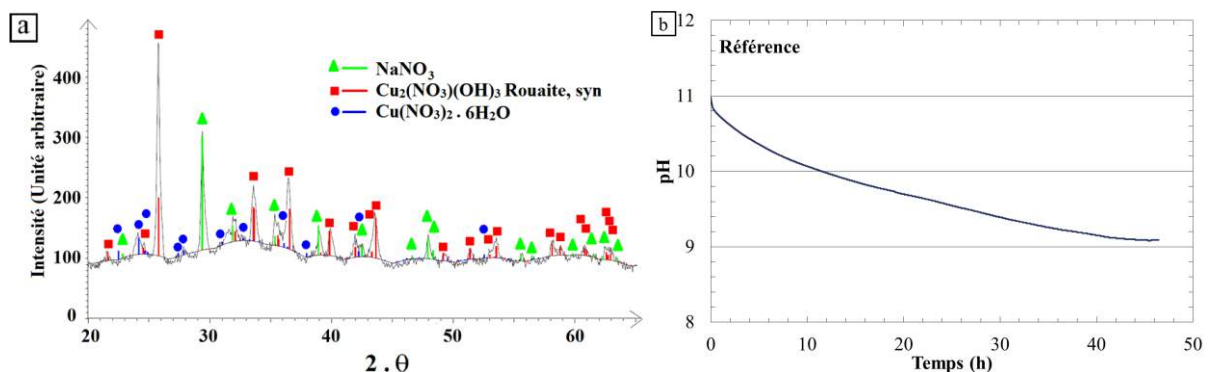 a
Intensité (Unité arbitraire)
400
300
200
100
0
20
30
40
50
60
2 . θ
NaNO₃
Cu₂(NO₃)(OH)₃ Rouaite, syn
Cu(NO₃)₂ . 6H₂O
b
Référence
pH
12
11
10
9
8
0
10
20
30
40
50
Temps (h)